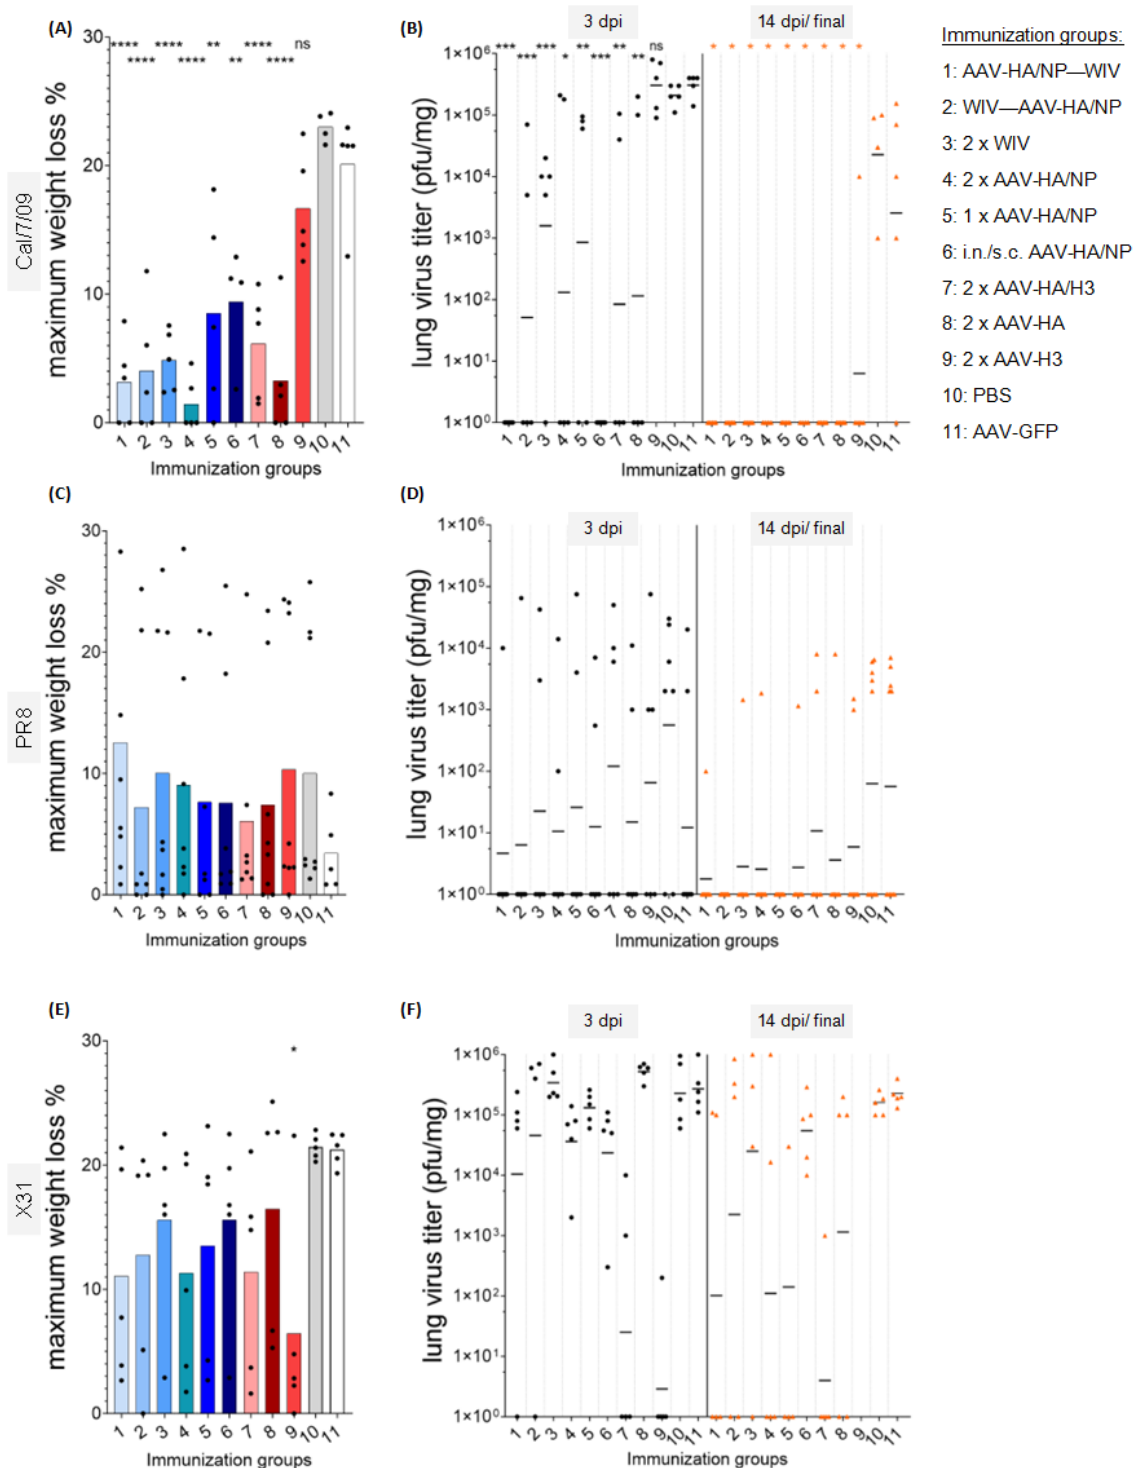 (A)
30
20
10
0
maximum weight loss %
Cal/7/09
**** **** ** **** ns
**** **** ** ****
1 2 3 4 5 6 7 8 9 10 11
Immunization groups
(B)
3 dpi
14 dpi/ final
*** *** ** ** ns * * * * * * * * *
*** * *** **
1×10⁶
1×10⁵
1×10⁴
1×10³
1×10²
1×10¹
1×10⁰
lung virus titer (pfu/mg)
1 2 3 4 5 6 7 8 9 10 11 1 2 3 4 5 6 7 8 9 10 11
Immunization groups
Immunization groups:
1: AAV-HA/NP—WIV
2: WIV—AAV-HA/NP
3: 2 x WIV
4: 2 x AAV-HA/NP
5: 1 x AAV-HA/NP
6: i.n./s.c. AAV-HA/NP
7: 2 x AAV-HA/H3
8: 2 x AAV-HA
9: 2 x AAV-H3
10: PBS
11: AAV-GFP
(C)
30
20
10
0
maximum weight loss %
PR8
1 2 3 4 5 6 7 8 9 10 11
Immunization groups
(D)
3 dpi
14 dpi/ final
1×10⁶
1×10⁵
1×10⁴
1×10³
1×10²
1×10¹
1×10⁰
lung virus titer (pfu/mg)
1 2 3 4 5 6 7 8 9 10 11 1 2 3 4 5 6 7 8 9 10 11
Immunization groups
(E)
30
20
10
0
maximum weight loss %
X31
*
1 2 3 4 5 6 7 8 9 10 11
Immunization groups
(F)
3 dpi
14 dpi/ final
1×10⁶
1×10⁵
1×10⁴
1×10³
1×10²
1×10¹
1×10⁰
lung virus titer (pfu/mg)
1 2 3 4 5 6 7 8 9 10 11 1 2 3 4 5 6 7 8 9 10 11
Immunization groups